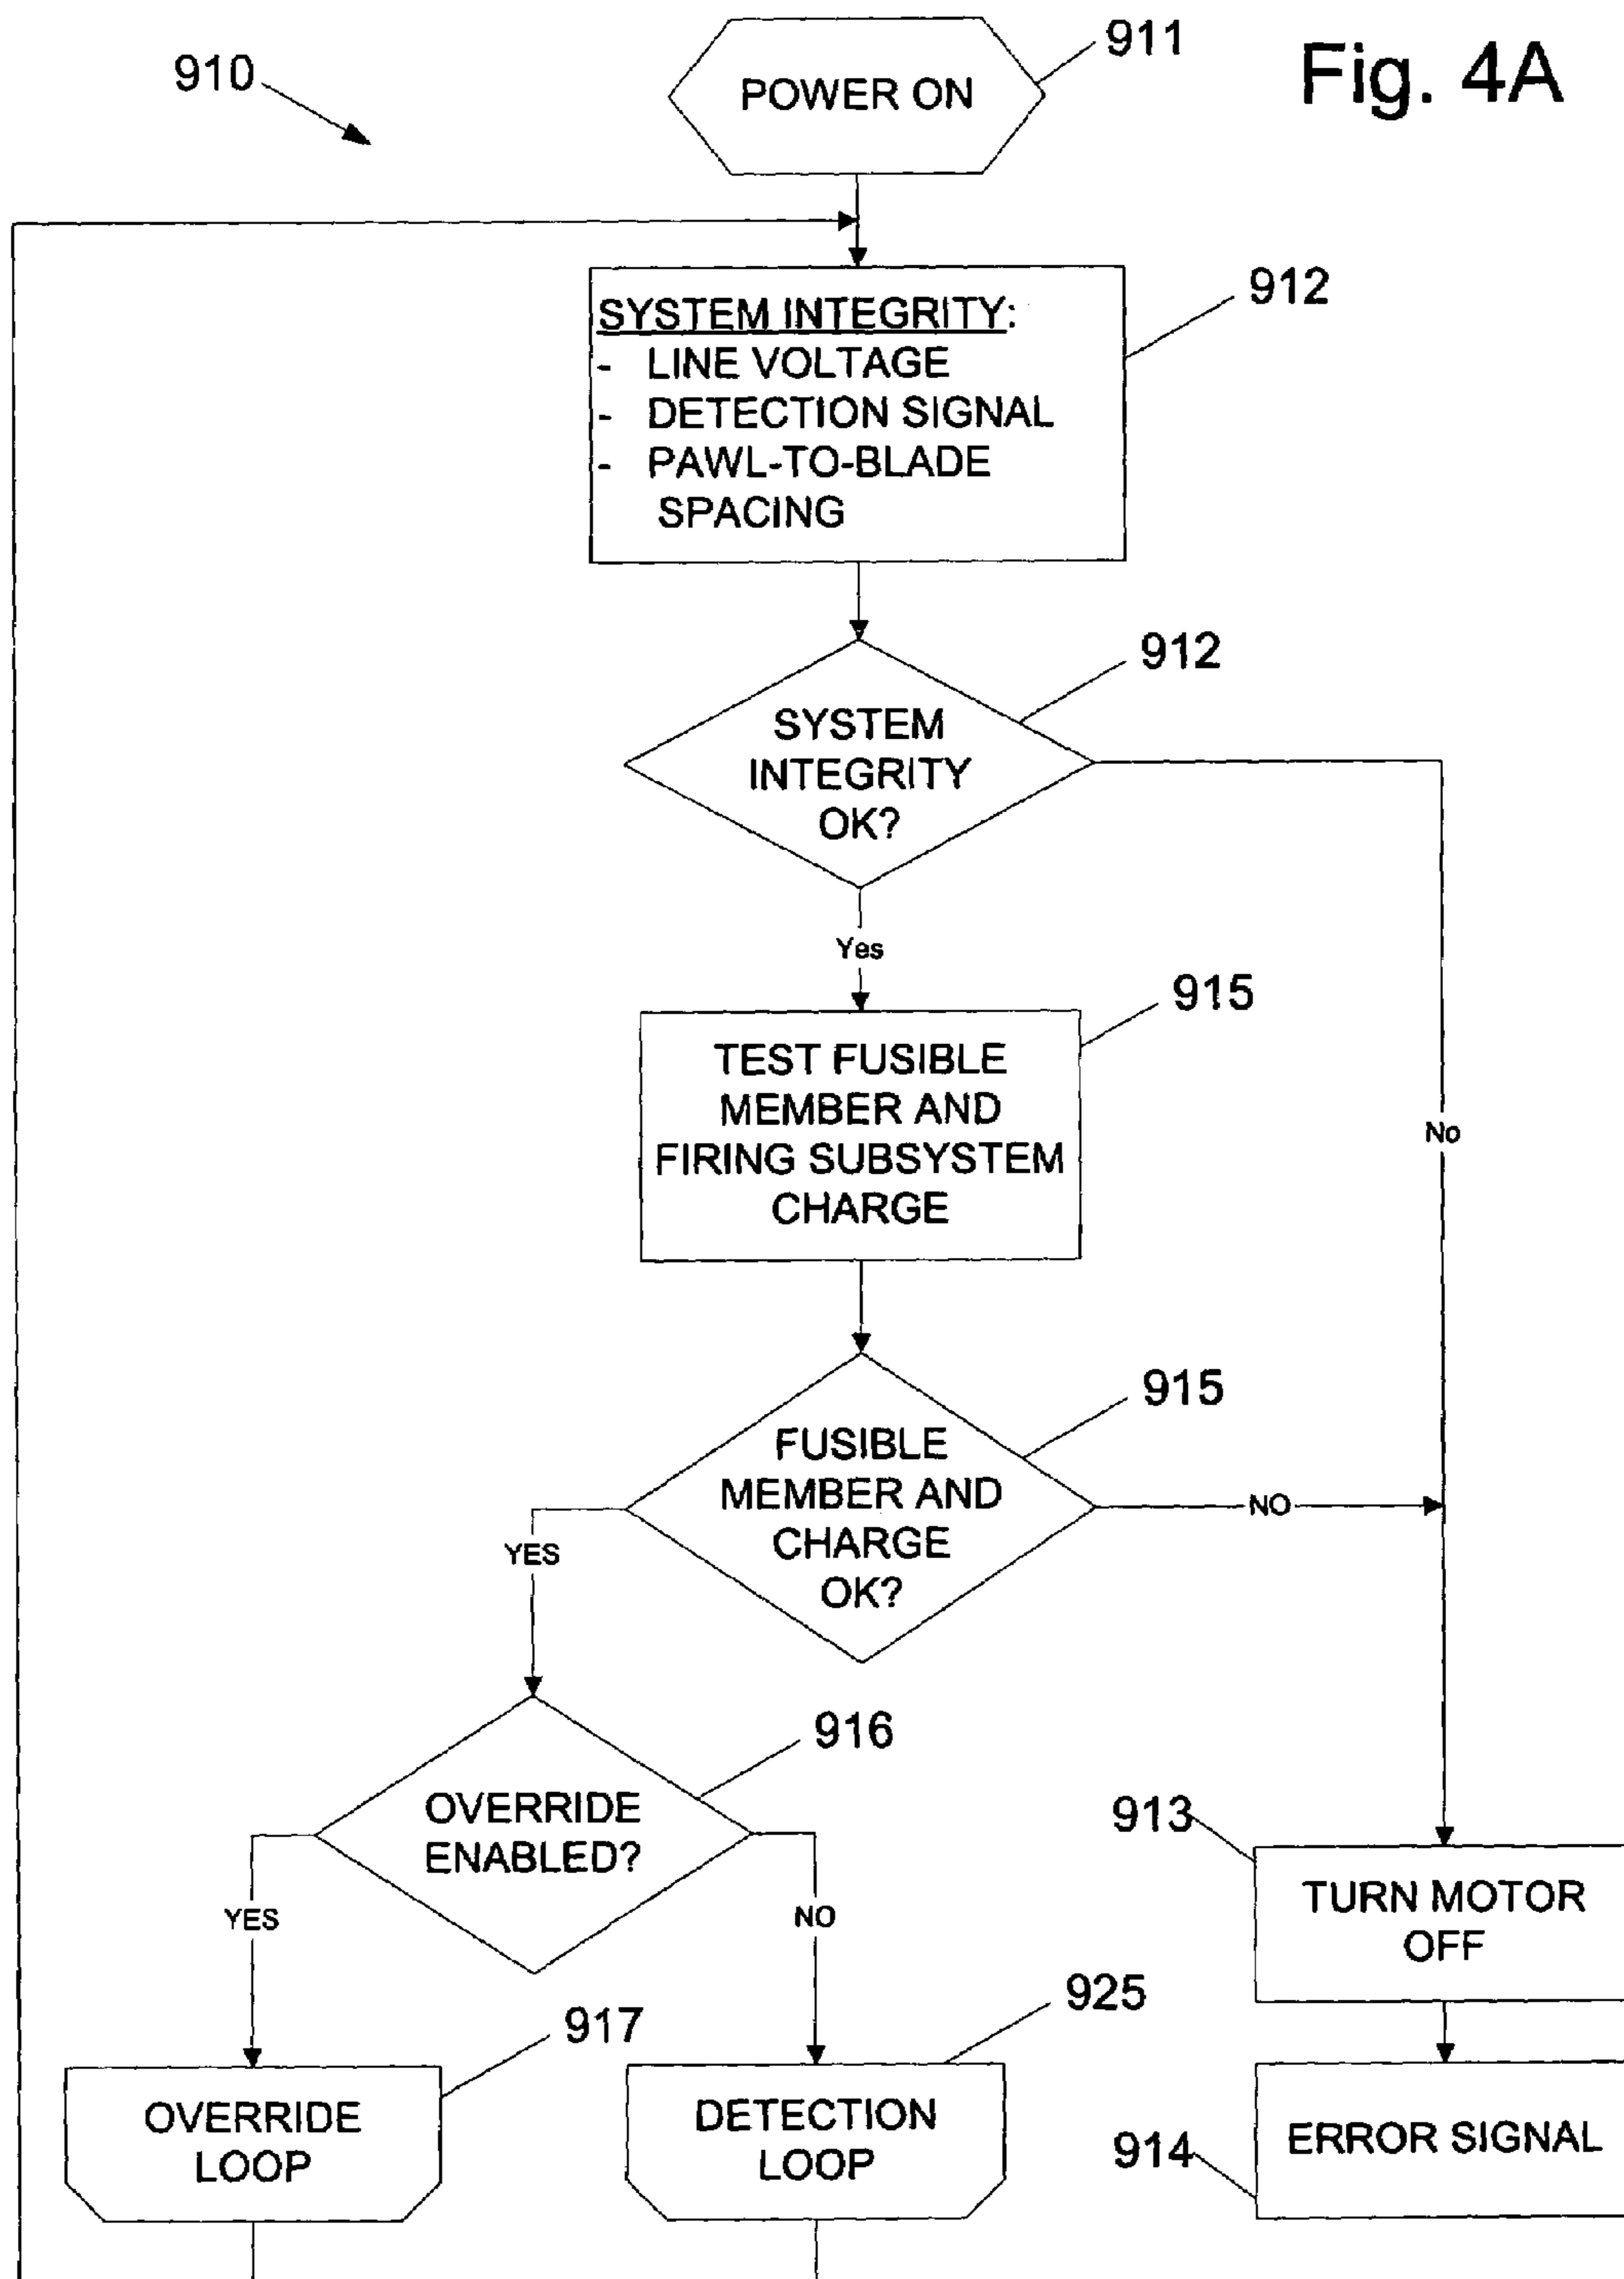 Fig. 4A
910
911
POWER ON
912
SYSTEM INTEGRITY:
- LINE VOLTAGE
- DETECTION SIGNAL
- PAWL-TO-BLADE
SPACING
912
SYSTEM
INTEGRITY
OK?
Yes
No
915
TEST FUSIBLE
MEMBER AND
FIRING SUBSYSTEM
CHARGE
915
FUSIBLE
MEMBER AND
CHARGE
OK?
YES
NO
916
OVERRIDE
ENABLED?
YES
NO
913
TURN MOTOR
OFF
917
OVERRIDE
LOOP
925
DETECTION
LOOP
914
ERROR SIGNAL